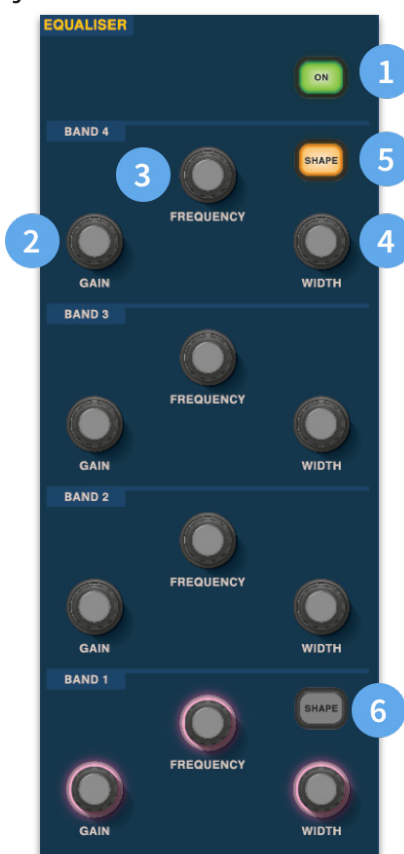 EQUALISER
1
ON
BAND 4
SHAPE
5
3
FREQUENCY
2
4
GAIN
WIDTH
BAND 3
FREQUENCY
GAIN
WIDTH
BAND 2
FREQUENCY
GAIN
WIDTH
BAND 1
SHAPE
6
FREQUENCY
GAIN
WIDTH